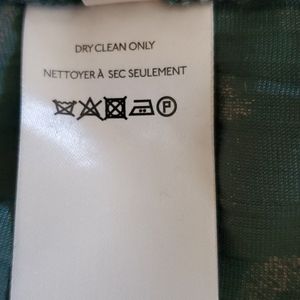 DRY CLEAN ONLY
NETTOYER À SEC SEULEMENT
P